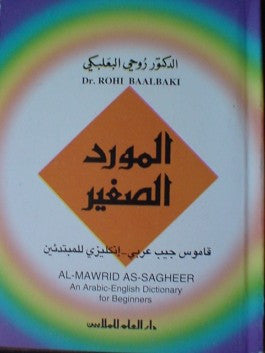 الدكتور روحي البعلبكي
Dr. ROHI BAALBAKI
المورد
الصغير
قاموس جيب عربي - إنكليزي للمبتدئين
AL-MAWRID AS-SAGHEER
An Arabic-English Dictionary
for Beginners
دار العلم للملايين